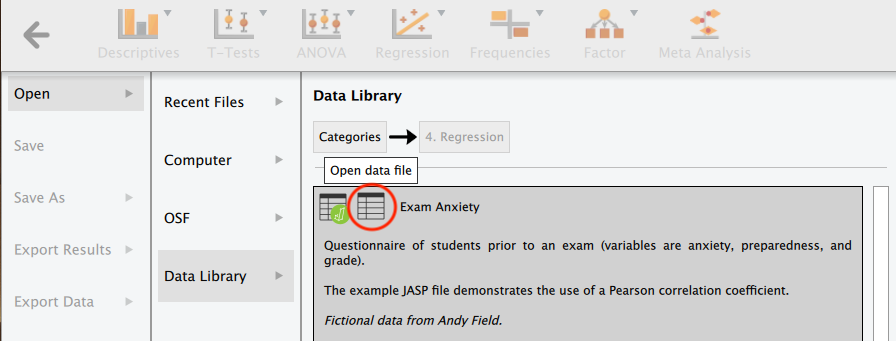 Descriptives T-Tests ANOVA Regression Frequencies Factor Meta Analysis
Open
Save
Save As
Export Results
Export Data
Recent Files
Computer
OSF
Data Library
Data Library
Categories
4. Regression
Open data file
Exam Anxiety
Questionnaire of students prior to an exam (variables are anxiety, preparedness, and
grade).
The example JASP file demonstrates the use of a Pearson correlation coefficient.
Fictional data from Andy Field.